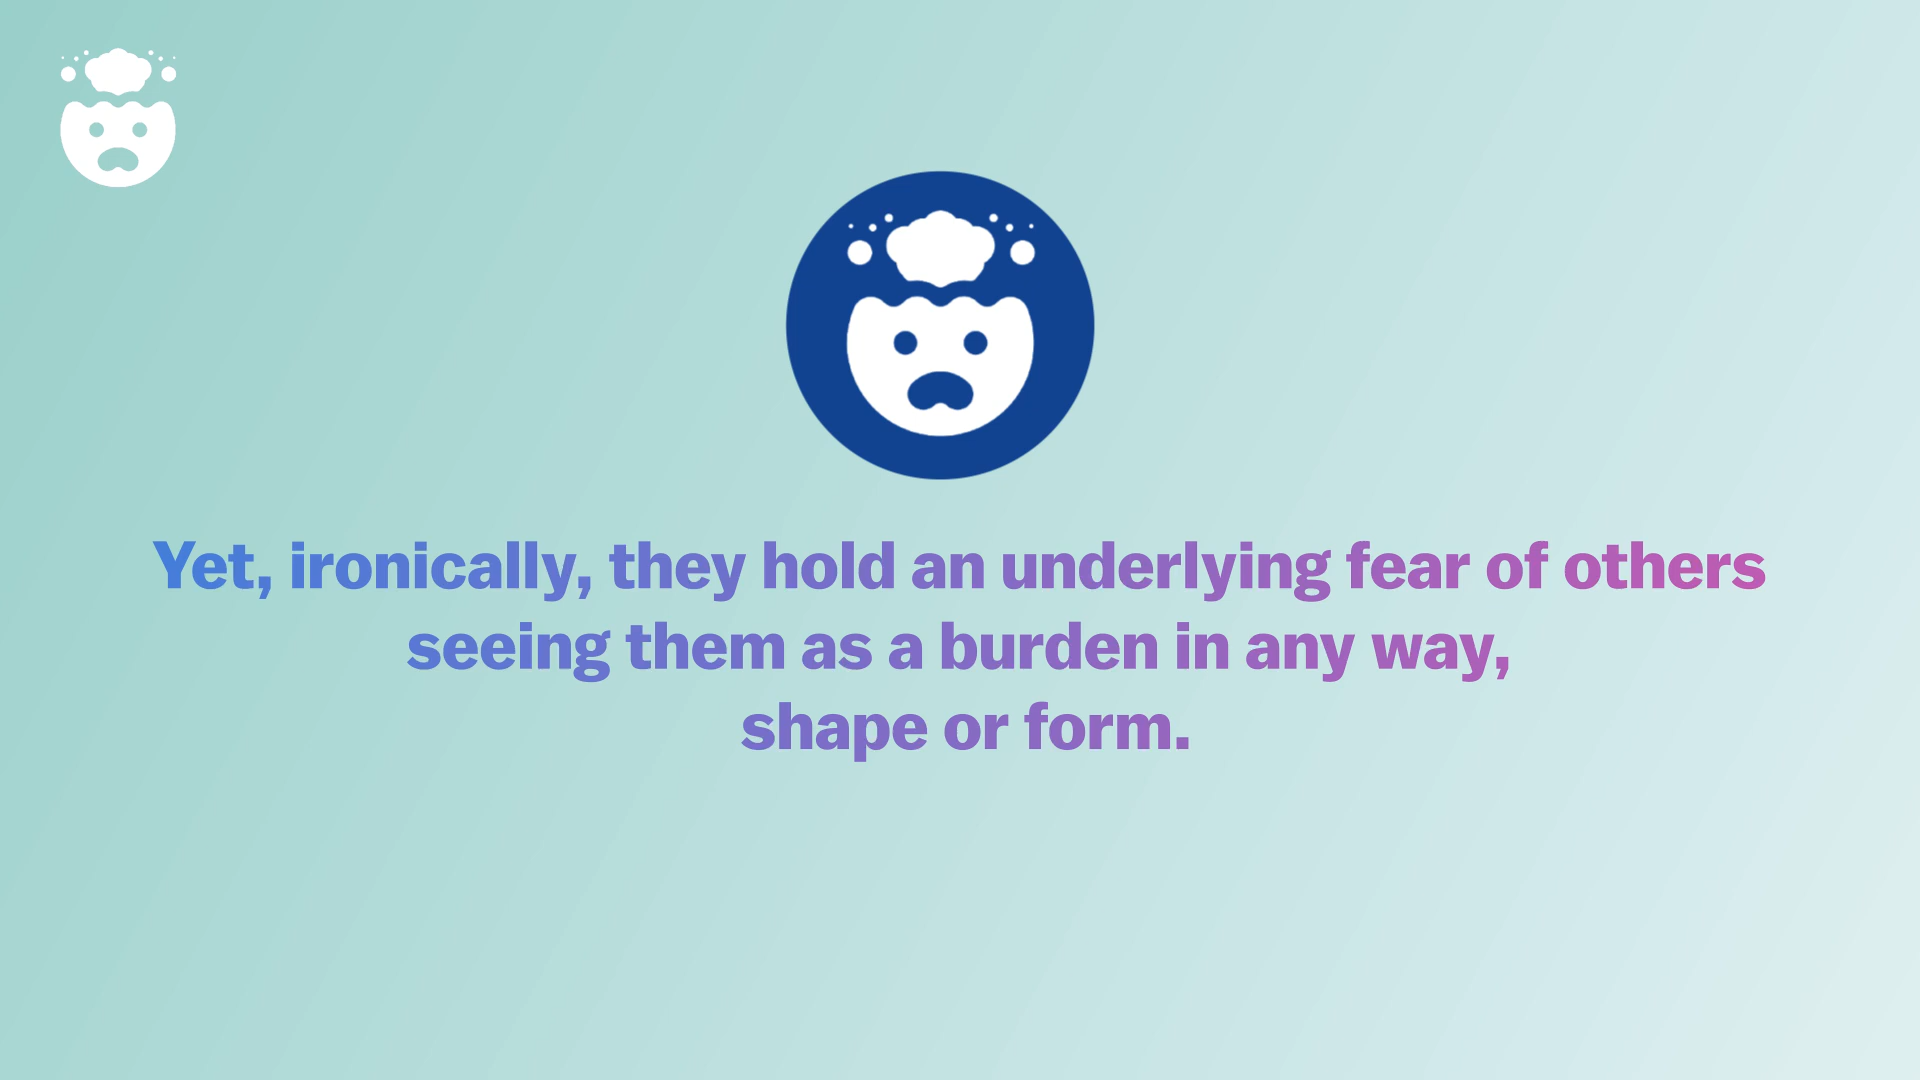 Yet, ironically, they hold an underlying fear of others
seeing them as a burden in any way,
shape or form.